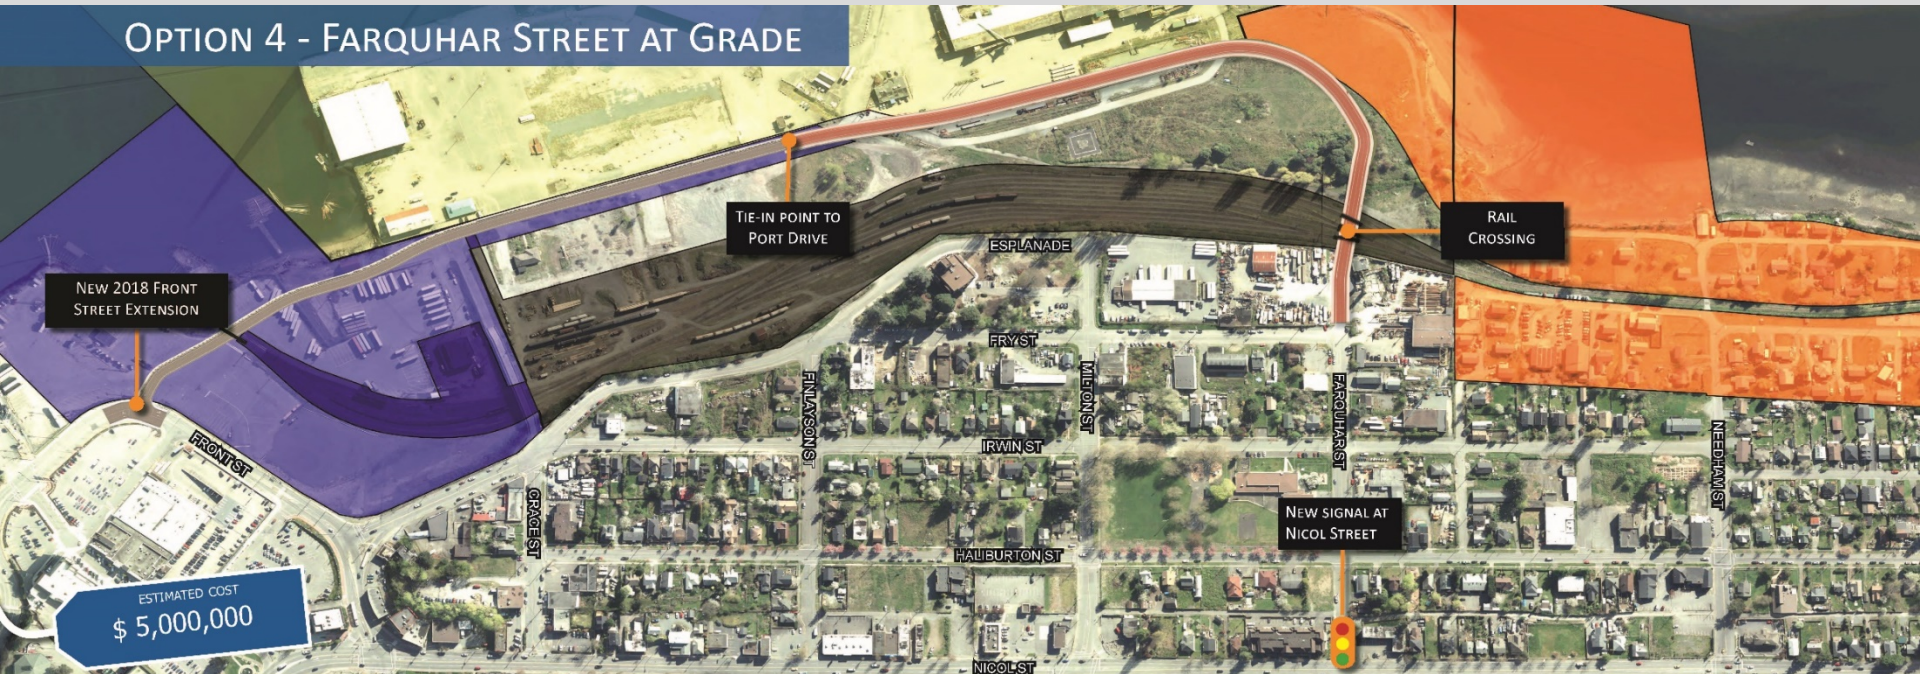 OPTION 4 - FARQUHAR STREET AT GRADE
TIE-IN POINT TO
PORT DRIVE
RAIL
CROSSING
ESPLANADE
NEW 2018 FRONT
STREET EXTENSION
FRY ST
FINLAYSON ST
MILTON ST
FARQUHAR ST
FRONT ST
IRWIN ST
NEEDHAM ST
CRACE ST
NEW SIGNAL AT
NICOL STREET
HALIBURTON ST
ESTIMATED COST
$ 5,000,000
NICOL ST